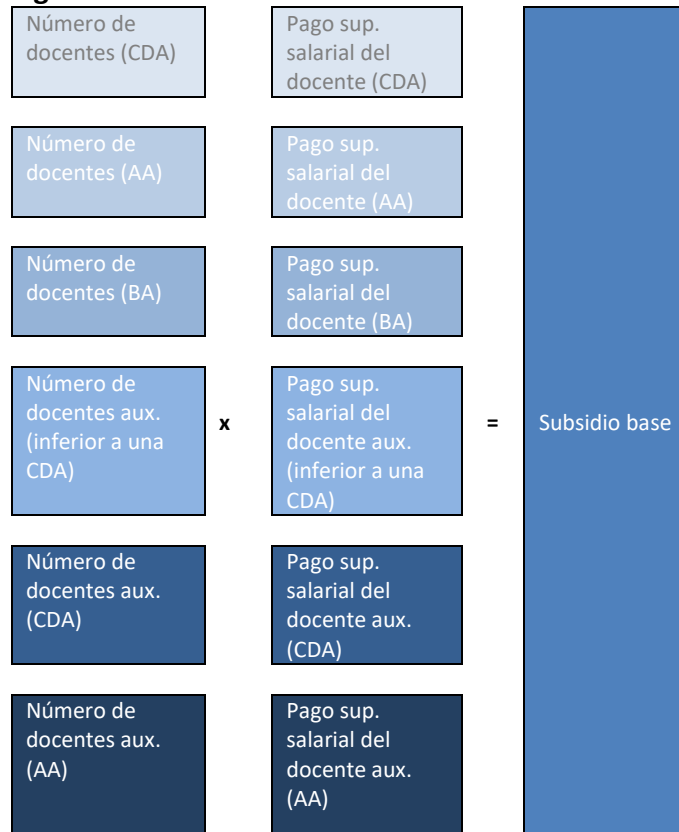 Número de
docentes (CDA)
Pago sup.
salarial del
docente (CDA)
Número de
docentes (AA)
Pago sup.
salarial del
docente (AA)
Número de
docentes (BA)
Pago sup.
salarial del
docente (BA)
Número de
docentes aux.
(inferior a una
CDA)
x
Pago sup.
salarial del
docente aux.
(inferior a una
CDA)
=
Subsidio base
Número de
docentes aux.
(CDA)
Pago sup.
salarial del
docente aux.
(CDA)
Número de
docentes aux.
(AA)
Pago sup.
salarial del
docente aux.
(AA)